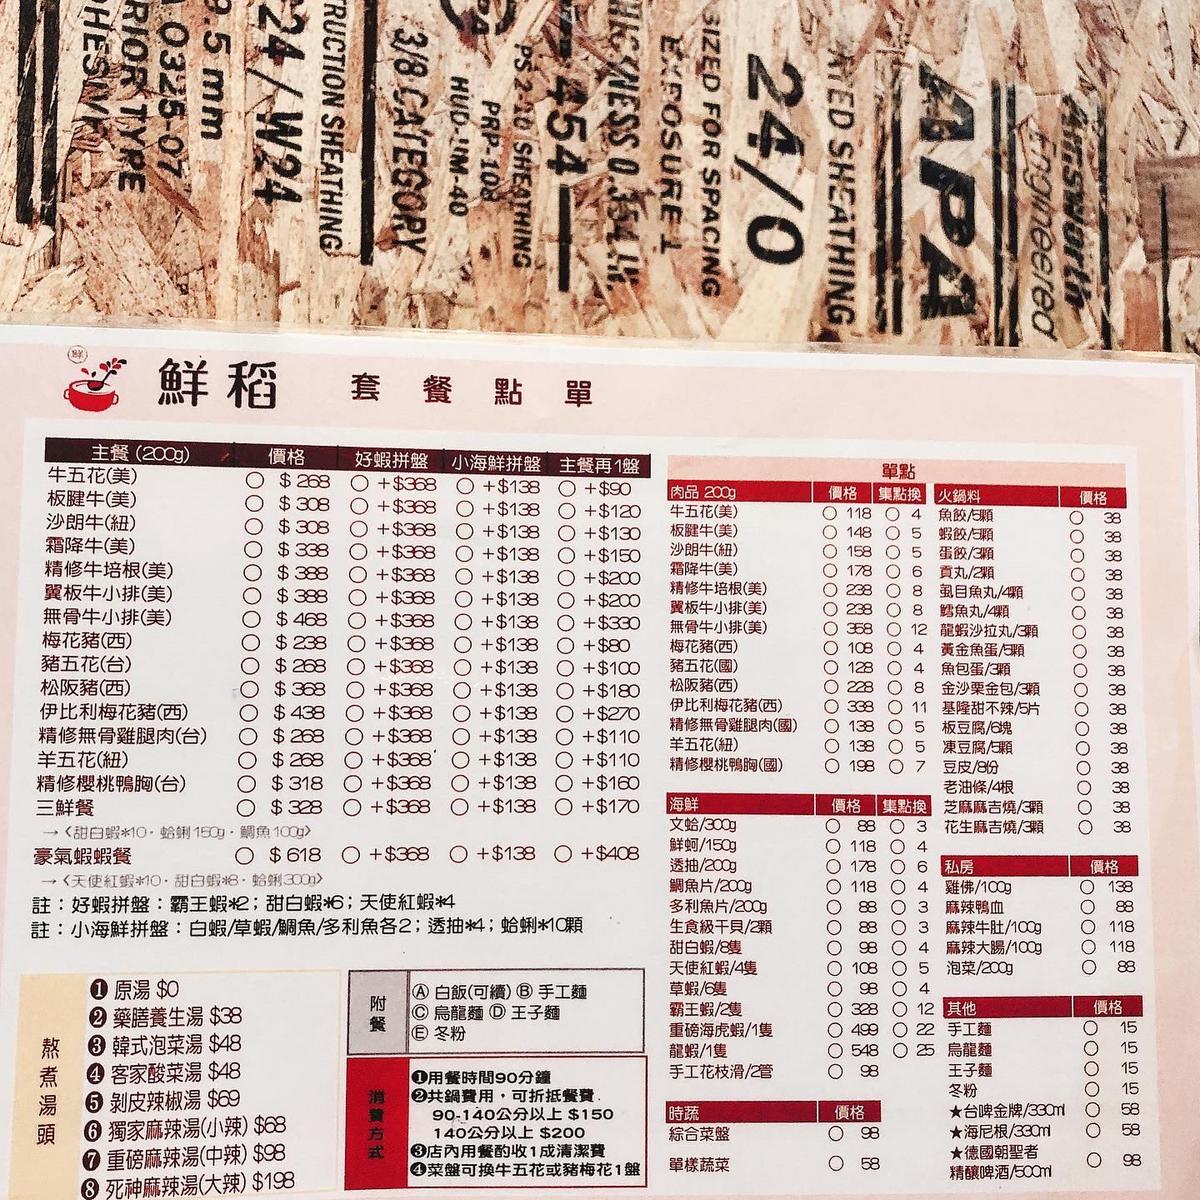 Ainsworth
Engineered
APA
RATED SHEATHING
24/0
SIZED FOR SPACING
EXPOSURE 1
THICKNESS 0.354 IN.
454
PS 2-10 SHEATHING
PRP-108
HUD-UM-40
3/8 CATEGORY
RUCTION SHEATHING
24/W24
9.5 mm
0325-07
RIOR TYPE
鮮稻 套餐點單
主餐(200g) 價格 好蝦拼盤 小海鮮拼盤 主餐再1盤
牛五花(美) ○ $268 ○ +$368 ○ +$138 ○ +$90
板腱牛(美) ○ $308 ○ +$368 ○ +$138 ○ +$120
沙朗牛(紐) ○ $308 ○ +$368 ○ +$138 ○ +$130
霜降牛(美) ○ $338 ○ +$368 ○ +$138 ○ +$150
精修牛培根(美) ○ $388 ○ +$368 ○ +$138 ○ +$200
翼板牛小排(美) ○ $388 ○ +$368 ○ +$138 ○ +$200
無骨牛小排(美) ○ $468 ○ +$368 ○ +$138 ○ +$330
梅花豬(西) ○ $238 ○ +$368 ○ +$138 ○ +$80
豬五花(台) ○ $268 ○ +$368 ○ +$138 ○ +$100
松阪豬(西) ○ $368 ○ +$368 ○ +$138 ○ +$180
伊比利梅花豬(西) ○ $438 ○ +$368 ○ +$138 ○ +$270
精修無骨雞腿肉(台) ○ $268 ○ +$368 ○ +$138 ○ +$110
羊五花(紐) ○ $268 ○ +$368 ○ +$138 ○ +$110
精修櫻桃鴨胸(台) ○ $318 ○ +$368 ○ +$138 ○ +$160
三鮮餐 ○ $328 ○ +$368 ○ +$138 ○ +$170
→〈甜白蝦*10・蛤蜊150g・鯛魚100g〉
豪氣蝦蝦餐 ○ $618 ○ +$368 ○ +$138 ○ +$408
→〈天使紅蝦*10・甜白蝦*8・蛤蜊300g〉
註：好蝦拼盤：霸王蝦*2；甜白蝦*6；天使紅蝦*4
註：小海鮮拼盤：白蝦/草蝦/鯛魚/多利魚各2；透抽*4；蛤蜊*10顆
熬煮湯頭
❶ 原湯 $0
❷ 藥膳養生湯 $38
❸ 韓式泡菜湯 $48
❹ 客家酸菜湯 $48
❺ 剝皮辣椒湯 $69
❻ 獨家麻辣湯(小辣) $68
❼ 重磅麻辣湯(中辣) $98
❽ 死神麻辣湯(大辣) $198
附餐
Ⓐ 白飯(可續) Ⓑ 手工麵
Ⓒ 烏龍麵 Ⓓ 王子麵
Ⓔ 冬粉
消費方式
❶用餐時間90分鐘
❷共鍋費用，可折抵餐費.
90-140公分以上 $150
140公分以上 $200
❸店內用餐酌收1成清潔費
❹菜盤可換牛五花或豬梅花1盤
單點
肉品 200g 價格 集點換
牛五花(美) ○ 118 ○ 4
板腱牛(美) ○ 148 ○ 5
沙朗牛(紐) ○ 158 ○ 5
霜降牛(美) ○ 178 ○ 6
精修牛培根(美) ○ 238 ○ 8
翼板牛小排(美) ○ 238 ○ 8
無骨牛小排(美) ○ 358 ○ 12
梅花豬(西) ○ 108 ○ 4
豬五花(國) ○ 128 ○ 4
松阪豬(西) ○ 228 ○ 8
伊比利梅花豬(西) ○ 338 ○ 11
精修無骨雞腿肉(國) ○ 138 ○ 5
羊五花(紐) ○ 138 ○ 5
精修櫻桃鴨胸(國) ○ 198 ○ 7
海鮮 價格 集點換
文蛤/300g ○ 88 ○ 3
鮮蚵/150g ○ 118 ○ 4
透抽/200g ○ 178 ○ 6
鯛魚片/200g ○ 118 ○ 4
多利魚片/200g ○ 88 ○ 3
生食級干貝/2顆 ○ 88 ○ 3
甜白蝦/8隻 ○ 98 ○ 4
天使紅蝦/4隻 ○ 108 ○ 5
草蝦/6隻 ○ 98 ○ 4
霸王蝦/2隻 ○ 328 ○ 12
重磅海虎蝦/1隻 ○ 499 ○ 22
龍蝦/1隻 ○ 548 ○ 25
手工花枝滑/2管 ○ 98
時蔬 價格
綜合菜盤 ○ 98
單樣蔬菜 ○ 58
火鍋料 價格
魚餃/5顆 ○ 38
蝦餃/5顆 ○ 38
蛋餃/3顆 ○ 38
貢丸/2顆 ○ 38
虱目魚丸/4顆 ○ 38
鱈魚丸/4顆 ○ 38
龍蝦沙拉丸/3顆 ○ 38
黃金魚蛋/5顆 ○ 38
魚包蛋/3顆 ○ 38
金沙栗金包/3顆 ○ 38
基隆甜不辣/5片 ○ 38
板豆腐/6塊 ○ 38
凍豆腐/3顆 ○ 38
豆皮/8份 ○ 38
老油條/4根 ○ 38
芝麻麻吉燒/3顆 ○ 38
花生麻吉燒/3顆 ○ 38
私房 價格
雞佛/100g ○ 138
麻辣鴨血 ○ 88
麻辣牛肚/100g ○ 118
麻辣大腸/100g ○ 118
泡菜/200g ○ 88
其他 價格
手工麵 ○ 15
烏龍麵 ○ 15
王子麵 ○ 15
冬粉 ○ 15
★台啤金牌/330ml ○ 58
★海尼根/330ml ○ 58
★德國朝聖者
精釀啤酒/500ml ○ 98